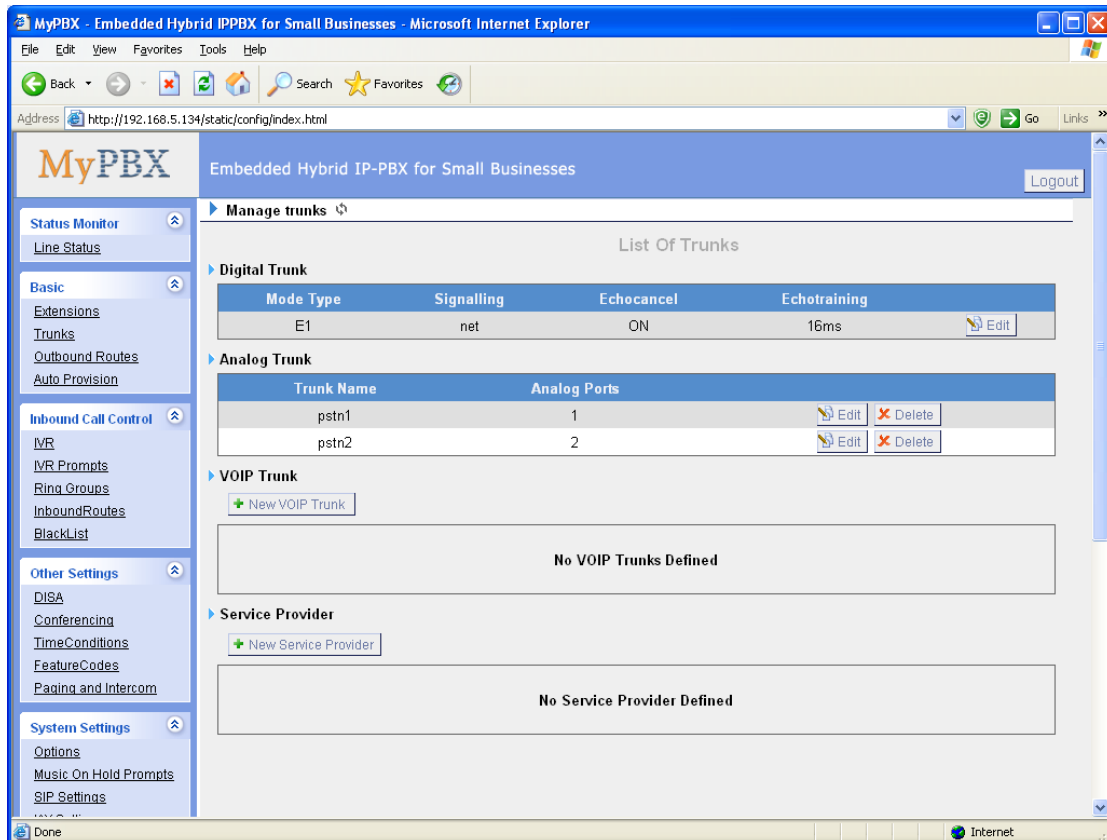 MyPBX - Embedded Hybrid IPPBX for Small Businesses - Microsoft Internet Explorer
File Edit View Favorites Tools Help
Back Search Favorites
Address http://192.168.5.134/static/config/index.html Go Links »
MyPBX
Embedded Hybrid IP-PBX for Small Businesses
Logout
Status Monitor
Line Status
Basic
Extensions
Trunks
Outbound Routes
Auto Provision
Inbound Call Control
IVR
IVR Prompts
Ring Groups
InboundRoutes
BlackList
Other Settings
DISA
Conferencing
TimeConditions
FeatureCodes
Paging and Intercom
System Settings
Options
Music On Hold Prompts
SIP Settings
Manage trunks
List Of Trunks
Digital Trunk
Mode Type Signalling Echocancel Echotraining
E1 net ON 16ms Edit
Analog Trunk
Trunk Name Analog Ports
pstn1 1 Edit Delete
pstn2 2 Edit Delete
VOIP Trunk
New VOIP Trunk
No VOIP Trunks Defined
Service Provider
New Service Provider
No Service Provider Defined
Done Internet